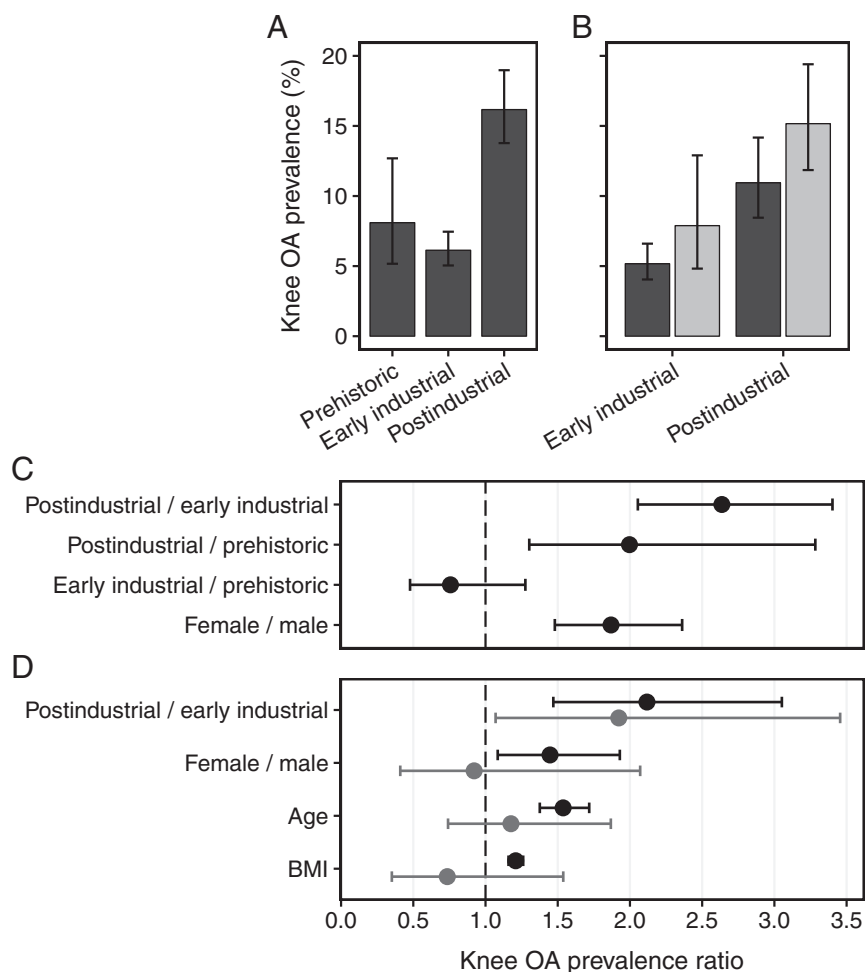 A
B
Knee OA prevalence (%)
20
15
10
5
0
Prehistoric
Early industrial
Postindustrial
Early industrial
Postindustrial
C
Postindustrial / early industrial
Postindustrial / prehistoric
Early industrial / prehistoric
Female / male
D
Postindustrial / early industrial
Female / male
Age
BMI
0.0 0.5 1.0 1.5 2.0 2.5 3.0 3.5
Knee OA prevalence ratio